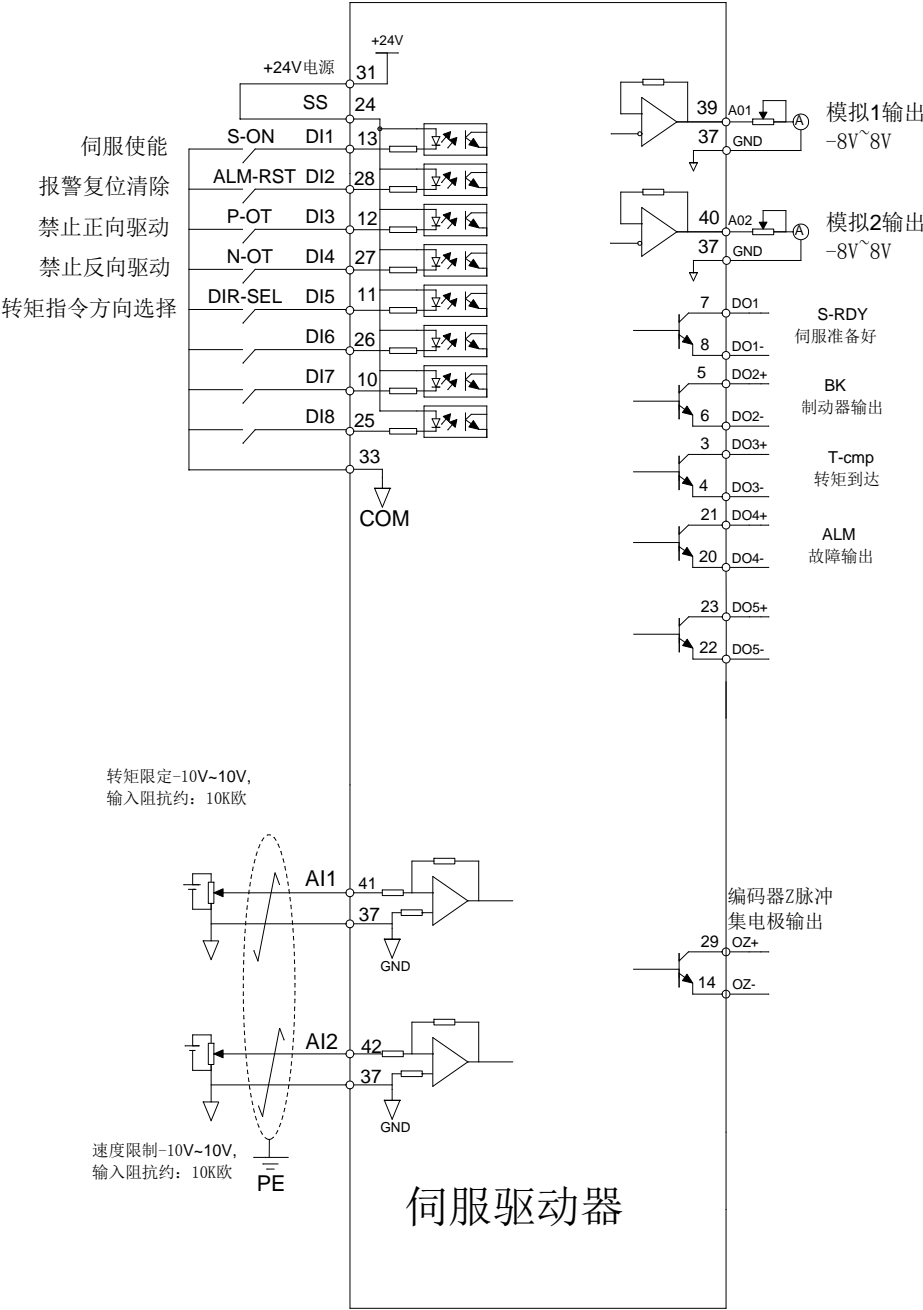 +24V
+24V电源 31
SS 24
伺服使能 S-ON DI1 13
报警复位清除 ALM-RST DI2 28
禁止正向驱动 P-OT DI3 12
禁止反向驱动 N-OT DI4 27
转矩指令方向选择 DIR-SEL DI5 11
DI6 26
DI7 10
DI8 25
33
COM
39 A01 A 模拟1输出
37 GND -8V~8V
40 A02 A 模拟2输出
37 GND -8V~8V
7 DO1 S-RDY
伺服准备好
8 DO1-
5 DO2+ BK
制动器输出
6 DO2-
3 DO3+ T-cmp
转矩到达
4 DO3-
21 DO4+ ALM
故障输出
20 DO4-
23 DO5+
22 DO5-
转矩限定-10V~10V,
输入阻抗约：10K欧
AI1 41
37
GND
编码器Z脉冲
集电极输出
29 OZ+
14 OZ-
AI2 42
37
GND
速度限制-10V~10V,
输入阻抗约：10K欧
PE
伺服驱动器